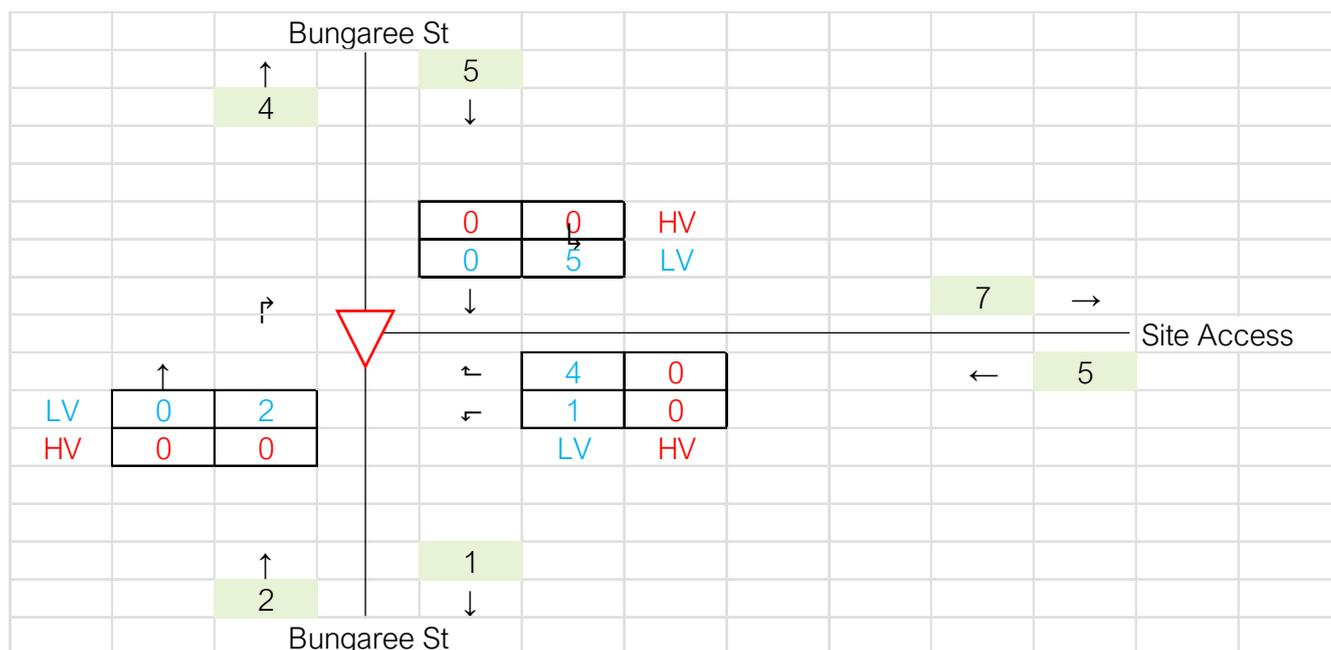 Bungaree St
↑ 5
4 ↓
0 0 HV
0 5 LV
7 →
↱ ↓
Site Access
↑ ⬑ 4 0 ← 5
LV 0 2 ⬐ 1 0
HV 0 0 LV HV
↑ 1
2 ↓
Bungaree St